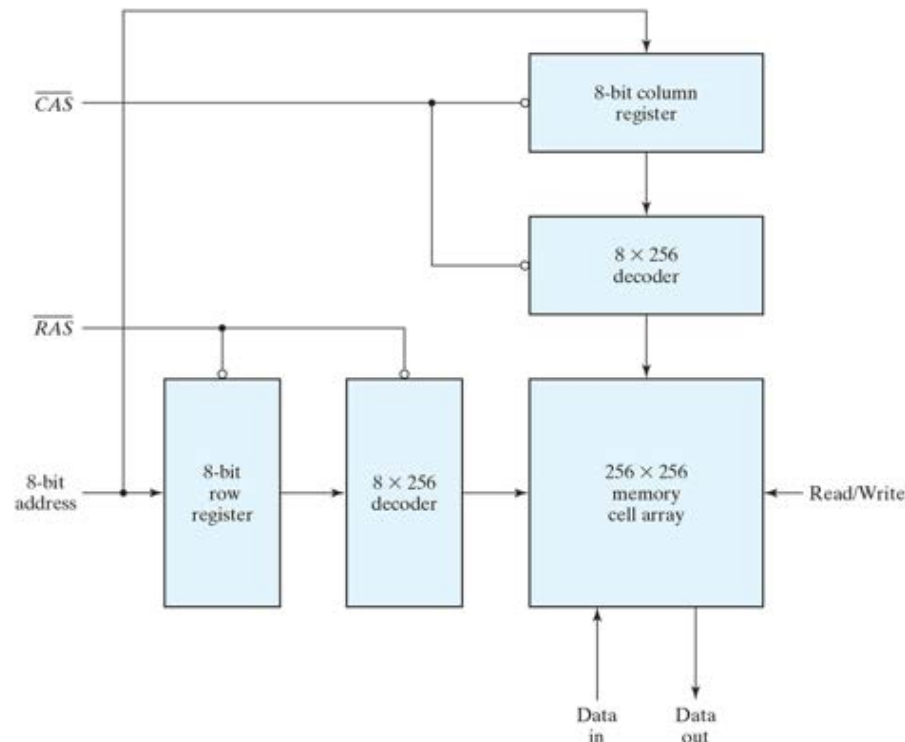 8-bit column
register
CAS
8 × 256
decoder
RAS
8-bit
address
8-bit
row
register
8 × 256
decoder
256 × 256
memory
cell array
Read/Write
Data
in
Data
out